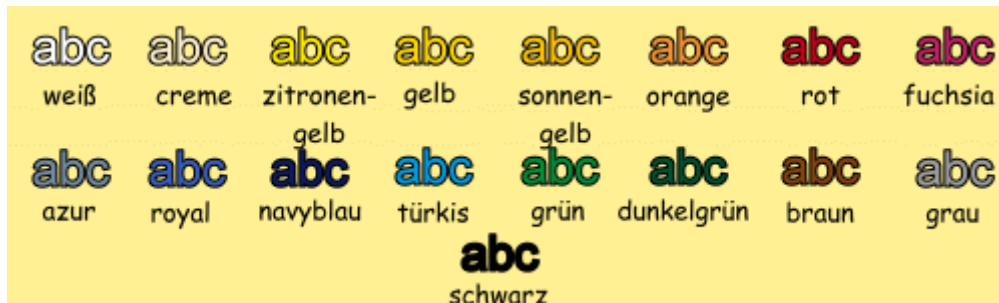 abc abc abc abc abc abc abc abc
weiß creme zitronen- gelb sonnen- orange rot fuchsia
gelb gelb
abc abc abc abc abc abc abc abc
azur royal navyblau türkis grün dunkelgrün braun grau
abc
schwarz